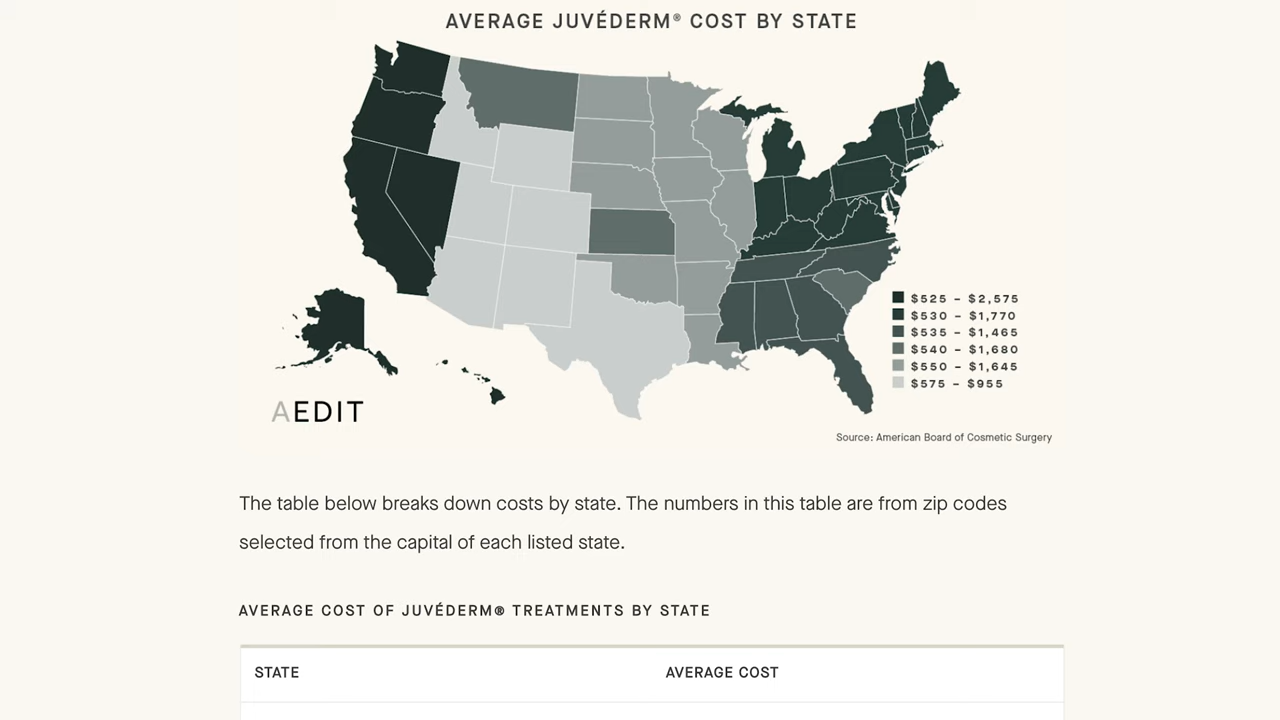 AVERAGE JUVÉDERM® COST BY STATE
$525 – $2,575
$530 – $1,770
$535 – $1,465
$540 – $1,680
$550 – $1,645
$575 – $955
AEDIT
Source: American Board of Cosmetic Surgery
The table below breaks down costs by state. The numbers in this table are from zip codes
selected from the capital of each listed state.
AVERAGE COST OF JUVÉDERM® TREATMENTS BY STATE
STATE AVERAGE COST